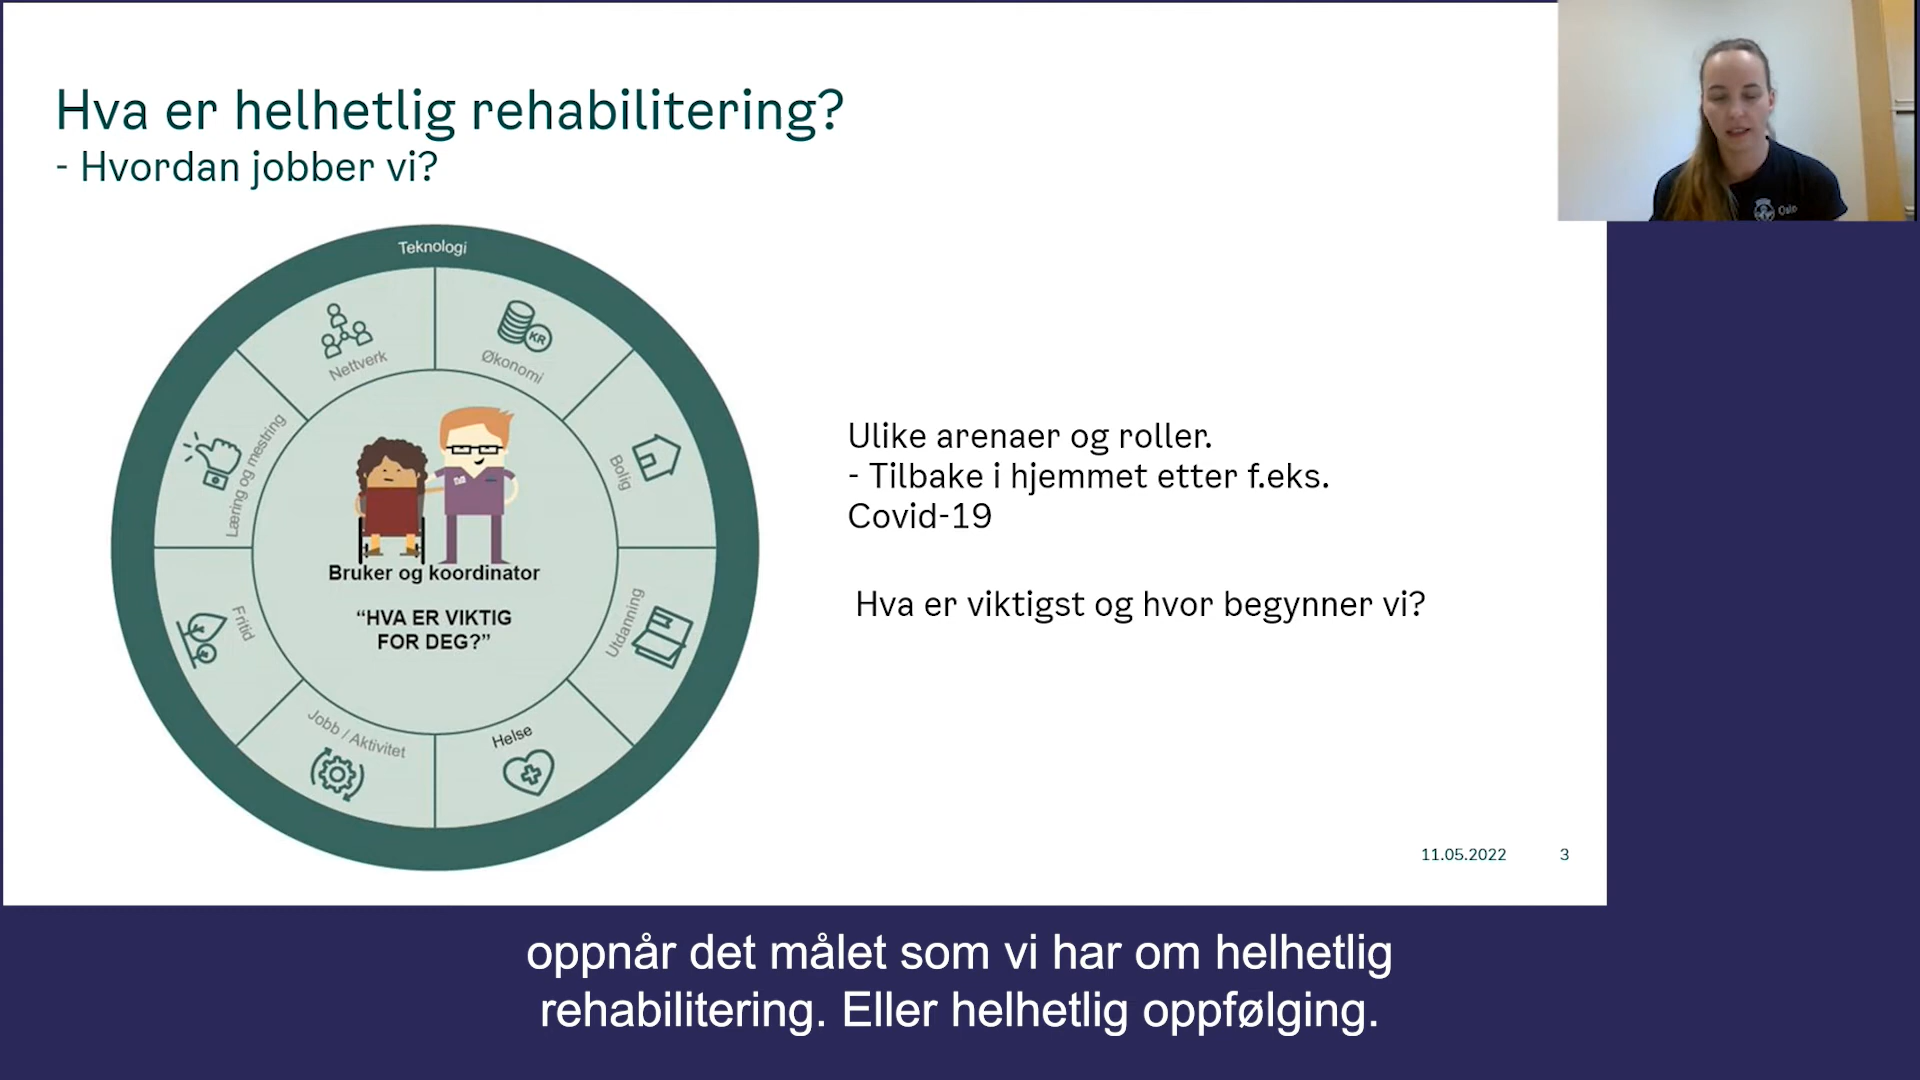 Hva er helhetlig rehabilitering?
- Hvordan jobber vi?
Oslo
Teknologi
Nettverk
Økonomi
KR
Læring og mestring
Bolig
Bruker og koordinator
“HVA ER VIKTIG
FOR DEG?”
Fritid
Utdanning
Jobb / Aktivitet
Helse
Ulike arenaer og roller.
- Tilbake i hjemmet etter f.eks.
Covid-19
Hva er viktigst og hvor begynner vi?
11.05.2022
3
oppnår det målet som vi har om helhetlig
rehabilitering. Eller helhetlig oppfølging.